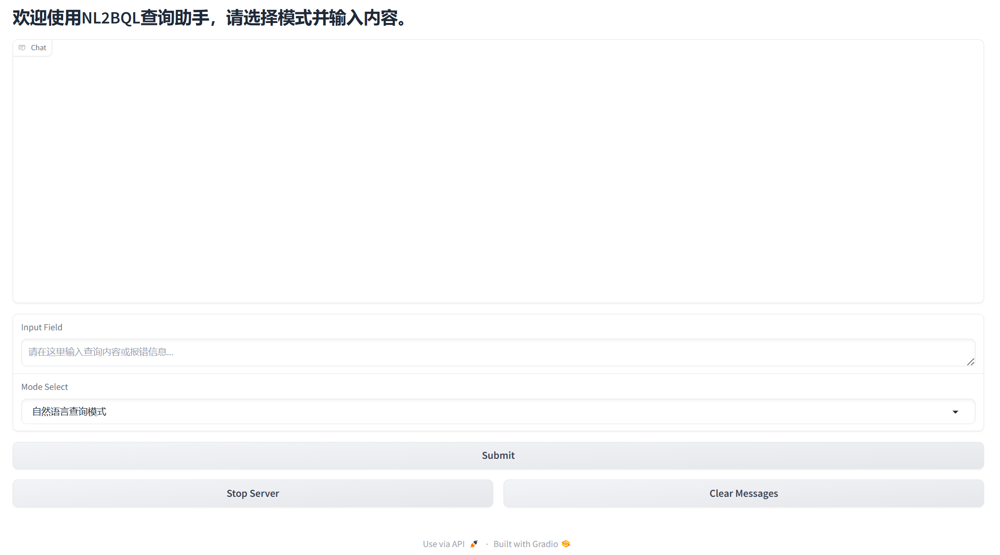 欢迎使用NL2BQL查询助手，请选择模式并输入内容。
Chat
Input Field
请在这里输入查询内容或报错信息...
Mode Select
自然语言查询模式
Submit
Stop Server
Clear Messages
Use via API · Built with Gradio